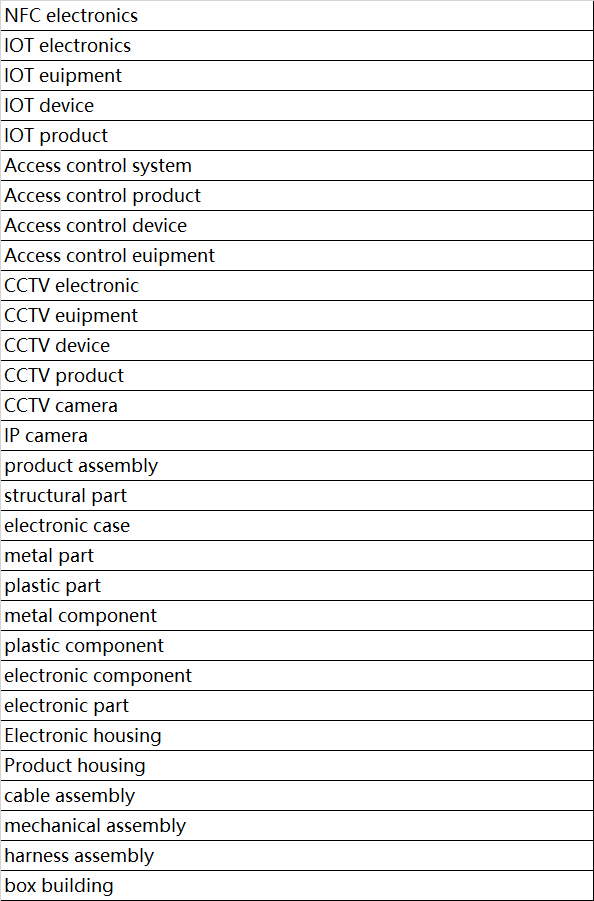 NFC electronics
IOT electronics
IOT euipment
IOT device
IOT product
Access control system
Access control product
Access control device
Access control euipment
CCTV electronic
CCTV euipment
CCTV device
CCTV product
CCTV camera
IP camera
product assembly
structural part
electronic case
metal part
plastic part
metal component
plastic component
electronic component
electronic part
Electronic housing
Product housing
cable assembly
mechanical assembly
harness assembly
box building